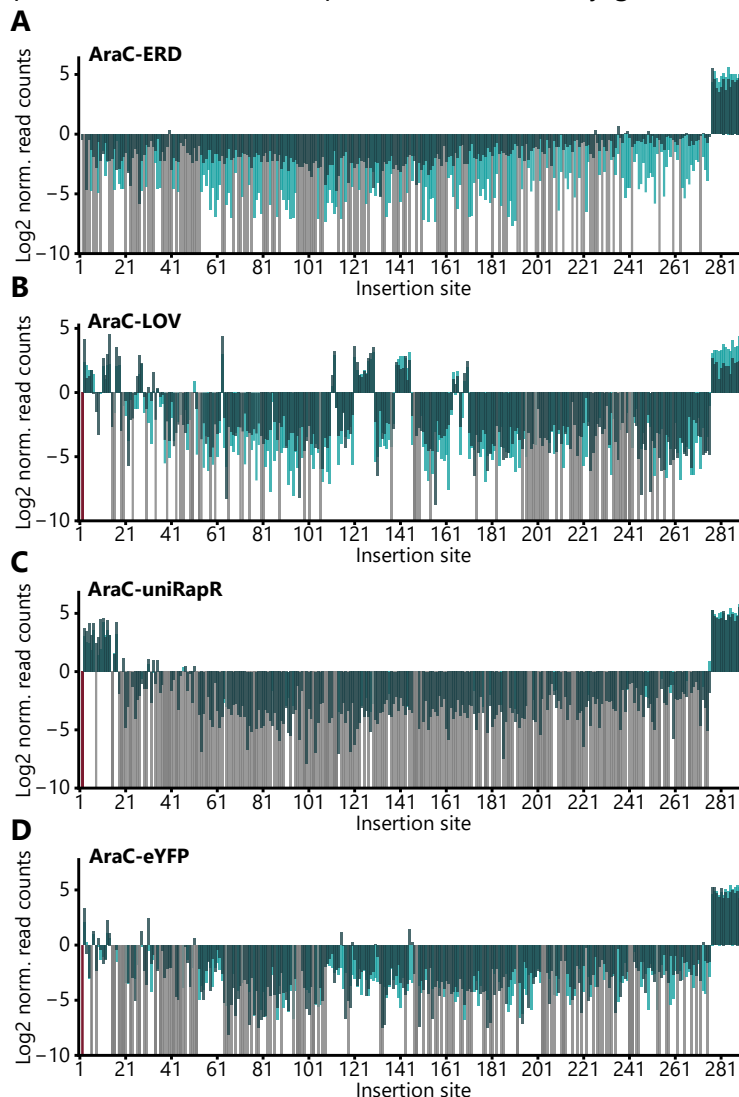 A
AraC-ERD
Log2 norm. read counts
5
0
−5
−10
1 21 41 61 81 101 121 141 161 181 201 221 241 261 281
Insertion site
B
AraC-LOV
Log2 norm. read counts
5
0
−5
−10
1 21 41 61 81 101 121 141 161 181 201 221 241 261 281
Insertion site
C
AraC-uniRapR
Log2 norm. read counts
5
0
−5
−10
1 21 41 61 81 101 121 141 161 181 201 221 241 261 281
Insertion site
D
AraC-eYFP
Log2 norm. read counts
5
0
−5
−10
1 21 41 61 81 101 121 141 161 181 201 221 241 261 281
Insertion site